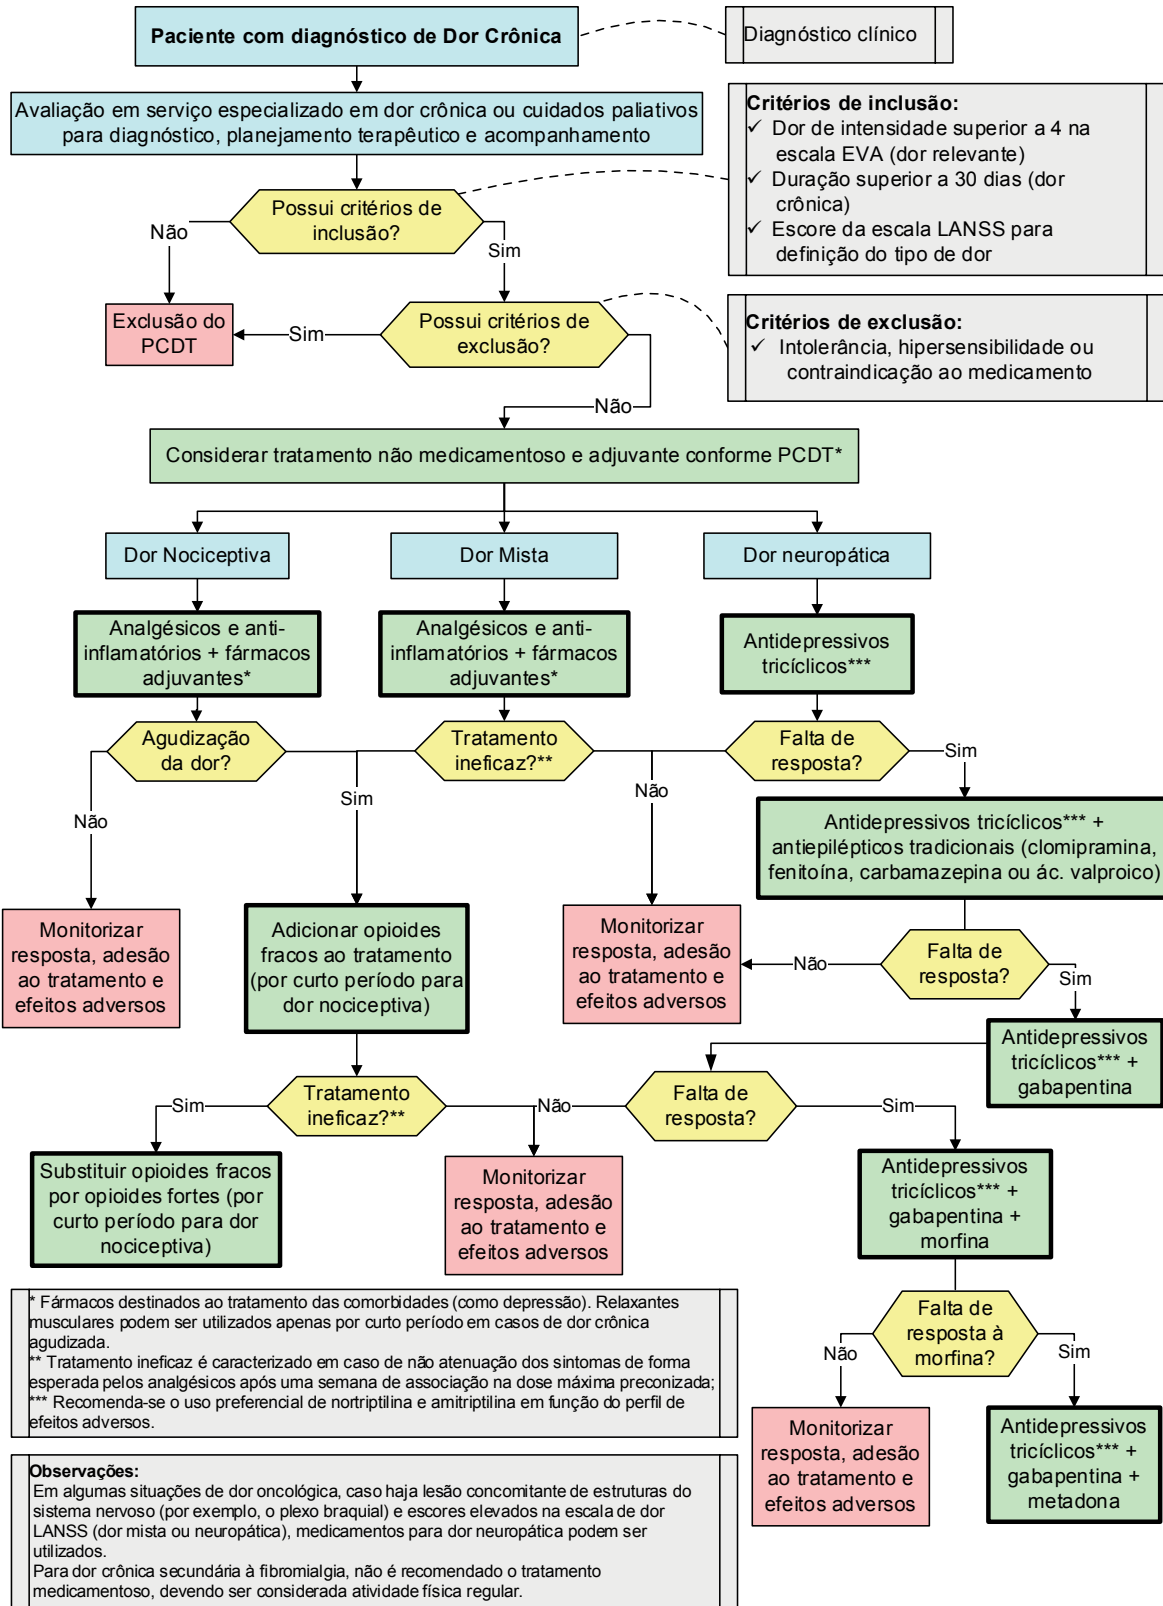 Paciente com diagnóstico de Dor Crônica
Diagnóstico clínico
Avaliação em serviço especializado em dor crônica ou cuidados paliativos
para diagnóstico, planejamento terapêutico e acompanhamento
Critérios de inclusão:
✓ Dor de intensidade superior a 4 na
escala EVA (dor relevante)
✓ Duração superior a 30 dias (dor
crônica)
✓ Escore da escala LANSS para
definição do tipo de dor
Possui critérios de
inclusão?
Não
Sim
Exclusão do
PCDT
Sim
Possui critérios de
exclusão?
Critérios de exclusão:
✓ Intolerância, hipersensibilidade ou
contraindicação ao medicamento
Não
Considerar tratamento não medicamentoso e adjuvante conforme PCDT*
Dor Nociceptiva
Dor Mista
Dor neuropática
Analgésicos e anti-
inflamatórios + fármacos
adjuvantes*
Analgésicos e anti-
inflamatórios + fármacos
adjuvantes*
Antidepressivos
tricíclicos***
Agudização
da dor?
Tratamento
ineficaz?**
Falta de
resposta?
Não
Sim
Não
Sim
Antidepressivos tricíclicos*** +
antiepilépticos tradicionais (clomipramina,
fenitoína, carbamazepina ou ác. valproico)
Monitorizar
resposta, adesão
ao tratamento e
efeitos adversos
Adicionar opioides
fracos ao tratamento
(por curto período para
dor nociceptiva)
Monitorizar
resposta, adesão
ao tratamento e
efeitos adversos
Não
Falta de
resposta?
Sim
Antidepressivos
tricíclicos*** +
gabapentina
Sim
Tratamento
ineficaz?**
Não
Falta de
resposta?
Sim
Substituir opioides fracos
por opioides fortes (por
curto período para dor
nociceptiva)
Monitorizar
resposta, adesão
ao tratamento e
efeitos adversos
Antidepressivos
tricíclicos*** +
gabapentina +
morfina
* Fármacos destinados ao tratamento das comorbidades (como depressão). Relaxantes
musculares podem ser utilizados apenas por curto período em casos de dor crônica
agudizada.
** Tratamento ineficaz é caracterizado em caso de não atenuação dos sintomas de forma
esperada pelos analgésicos após uma semana de associação na dose máxima preconizada;
*** Recomenda-se o uso preferencial de nortriptilina e amitriptilina em função do perfil de
efeitos adversos.
Falta de
resposta à
morfina?
Não
Sim
Monitorizar
resposta, adesão
ao tratamento e
efeitos adversos
Antidepressivos
tricíclicos*** +
gabapentina +
metadona
Observações:
Em algumas situações de dor oncológica, caso haja lesão concomitante de estruturas do
sistema nervoso (por exemplo, o plexo braquial) e escores elevados na escala de dor
LANSS (dor mista ou neuropática), medicamentos para dor neuropática podem ser
utilizados.
Para dor crônica secundária à fibromialgia, não é recomendado o tratamento
medicamentoso, devendo ser considerada atividade física regular.